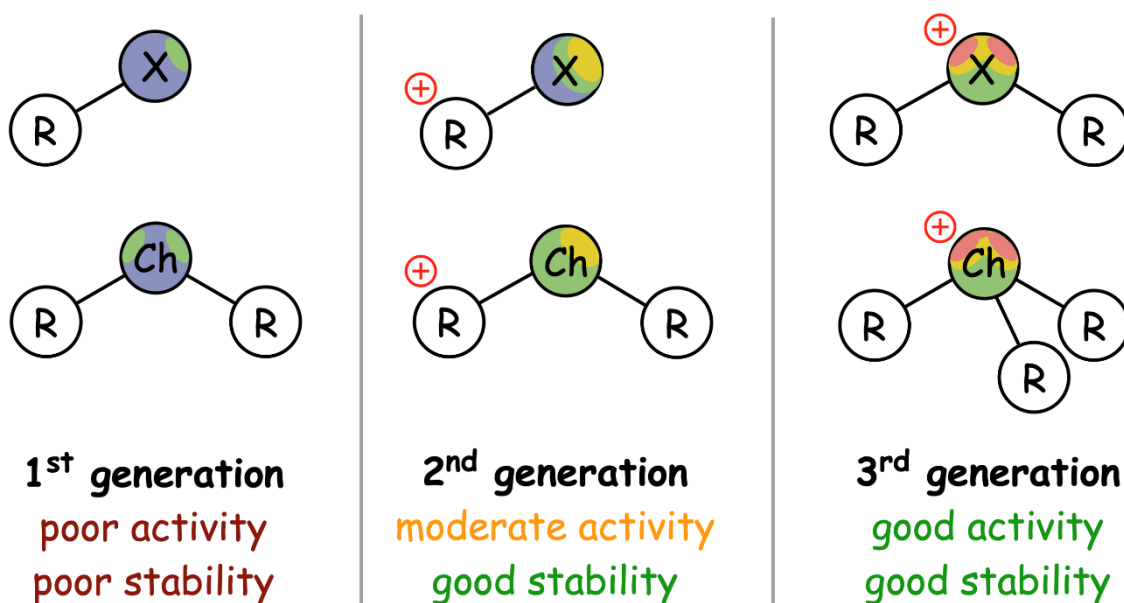 X
R
Ch
R
R
1st generation
poor activity
poor stability
+
X
R
+
Ch
R
R
2nd generation
moderate activity
good stability
+
X
R
R
+
Ch
R
R
R
3rd generation
good activity
good stability